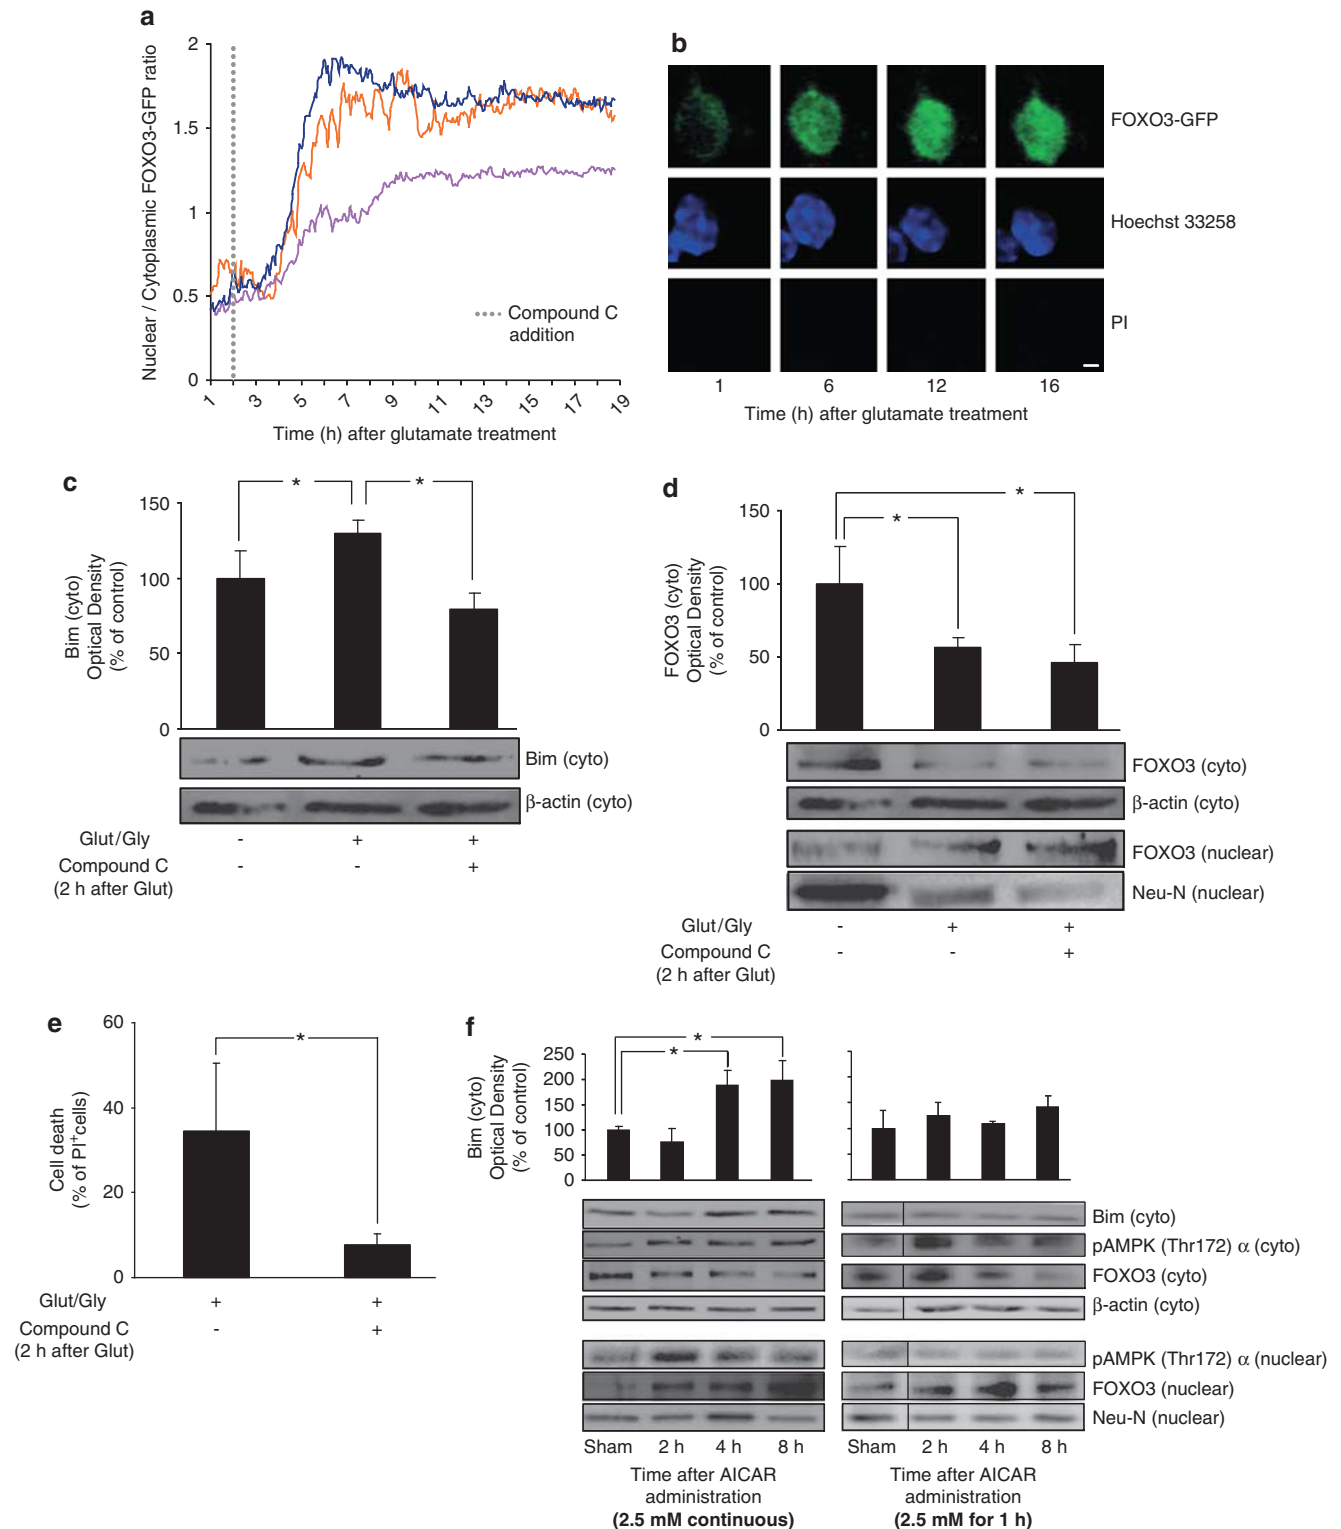 a
Nuclear / Cytoplasmic FOXO3-GFP ratio
2
1.5
1
0.5
0
Compound C
addition
1 3 5 7 9 11 13 15 17 19
Time (h) after glutamate treatment
b
FOXO3-GFP
Hoechst 33258
PI
1 6 12 16
Time (h) after glutamate treatment
c
Bim (cyto)
Optical Density
(% of control)
150
100
50
0
* *
Bim (cyto)
β-actin (cyto)
Glut/Gly - + +
Compound C - - +
(2 h after Glut)
d
FOXO3 (cyto)
Optical Density
(% of control)
150
100
50
0
*
*
FOXO3 (cyto)
β-actin (cyto)
FOXO3 (nuclear)
Neu-N (nuclear)
Glut/Gly - + +
Compound C - - +
(2 h after Glut)
e
Cell death
(% of PI+cells)
60
40
20
0
*
Glut/Gly + +
Compound C - +
(2 h after Glut)
f
Bim (cyto)
Optical Density
(% of control)
250
200
150
100
50
0
*
*
Bim (cyto)
pAMPK (Thr172) α (cyto)
FOXO3 (cyto)
β-actin (cyto)
pAMPK (Thr172) α (nuclear)
FOXO3 (nuclear)
Neu-N (nuclear)
Sham 2 h 4 h 8 h
Time after AICAR
administration
(2.5 mM continuous)
Sham 2 h 4 h 8 h
Time after AICAR
administration
(2.5 mM for 1 h)